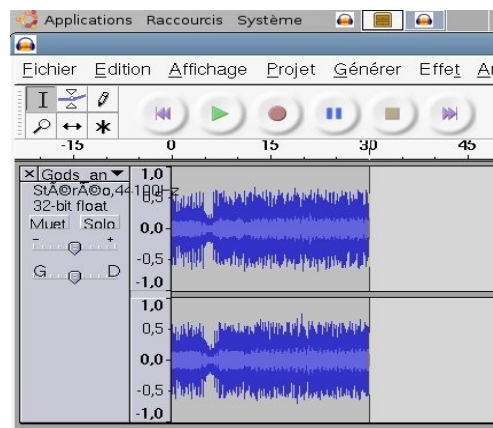 Applications Raccourcis Système
Fichier Edition Affichage Projet Générer Effet
-15 0 15 30 45
Gods_an
StÃ©rÃ©o,44100Hz
32-bit float
Muet Solo
- +
G D
1,0
0,5
0,0
-0,5
-1,0
1,0
0,5
0,0
-0,5
-1,0